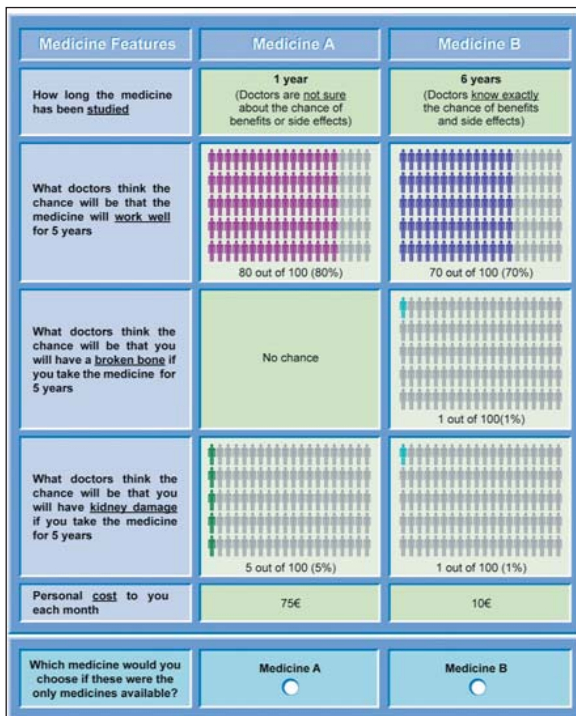 Medicine Features
Medicine A
Medicine B
How long the medicine
has been studied
1 year
(Doctors are not sure
about the chance of
benefits or side effects)
6 years
(Doctors know exactly
the chance of benefits
and side effects)
What doctors think the
chance will be that the
medicine will work well
for 5 years
80 out of 100 (80%)
70 out of 100 (70%)
What doctors think the
chance will be that you
will have a broken bone if
you take the medicine for
5 years
No chance
1 out of 100(1%)
What doctors think the
chance will be that you
will have kidney damage
if you take the medicine
for 5 years
5 out of 100 (5%)
1 out of 100 (1%)
Personal cost to you
each month
75€
10€
Which medicine would you
choose if these were the
only medicines available?
Medicine A
Medicine B